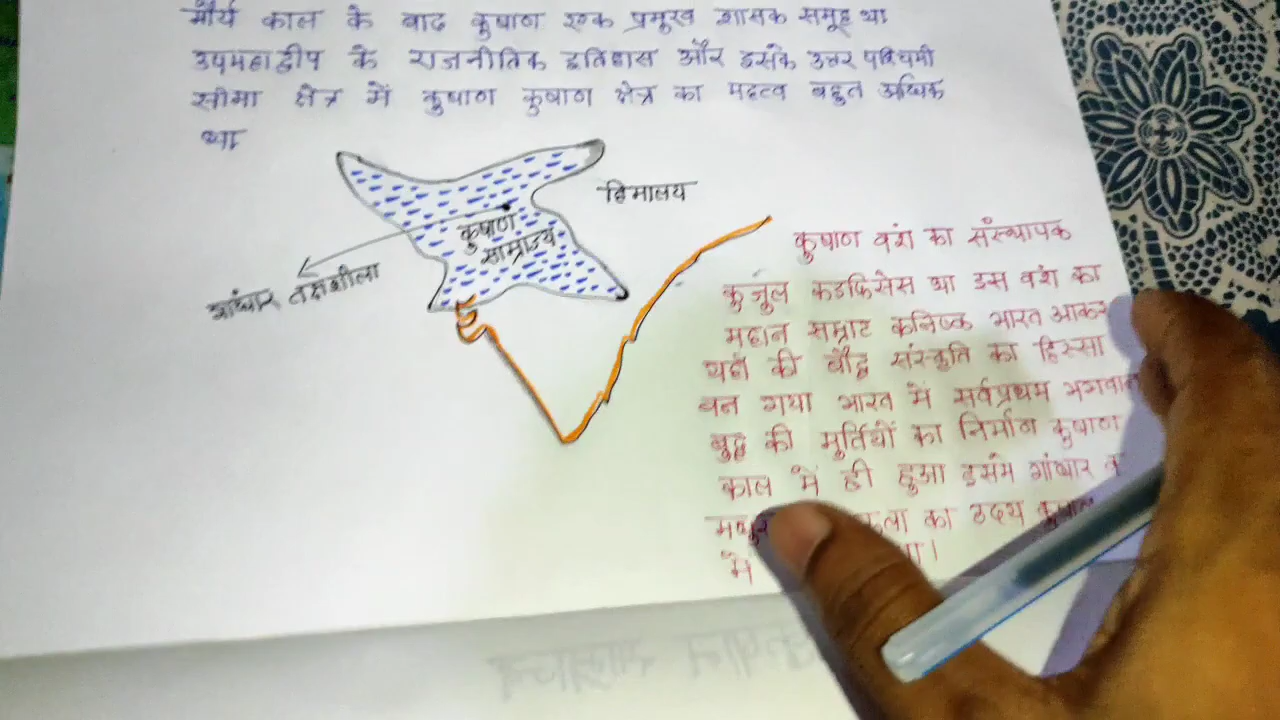 मौर्य काल के बाद कुषाण एक प्रमुख शासक समूह था
उपमहाद्वीप के राजनीतिक इतिहास और इसके उत्तर पश्चिमी
सीमा क्षेत्र में कुषाण कुषाण क्षेत्र का महत्व बहुत अधिक
था
हिमालय
कुषाण
साम्राज्य
गांधार तक्षशीला
कुषाण वंश का संस्थापक
कुजुल कडफिसेस था इस वंश का
महान सम्राट कनिष्क भारत आकर
यहाँ की बौद्ध संस्कृति का हिस्सा
बन गया भारत में सर्वप्रथम भगवान
बुद्ध की मुर्तियों का निर्माण कुषाण
काल में ही हुआ इसमे गांधार व
का उदय
में